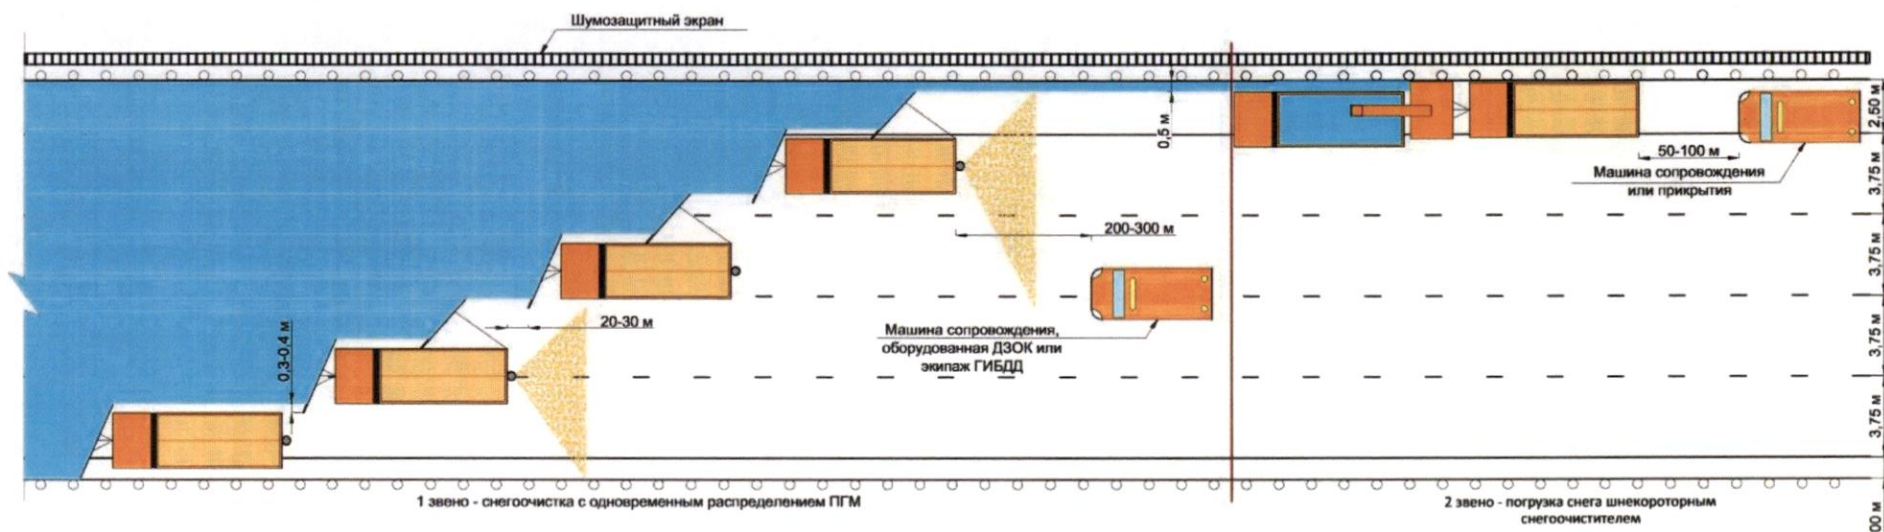 Шумозащитный экран
0,5 м
2,50 м
50-100 м
Машина сопровождения
или прикрытия
3,75 м
200-300 м
3,75 м
20-30 м
Машина сопровождения,
оборудованная ДЗОК или
экипаж ГИБДД
0,3-0,4 м
3,75 м
3,75 м
1 звено - снегоочистка с одновременным распределением ПГМ
2 звено - погрузка снега шнекороторным
снегоочистителем